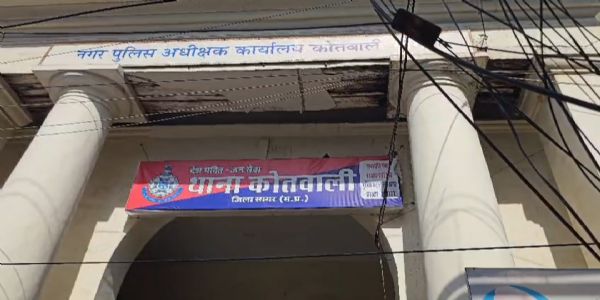 नगर पुलिस अधीक्षक कार्यालय कोतवाली
देश भक्ति - जन सेवा
थाना कोतवाली
जिला सागर (म.प्र.)